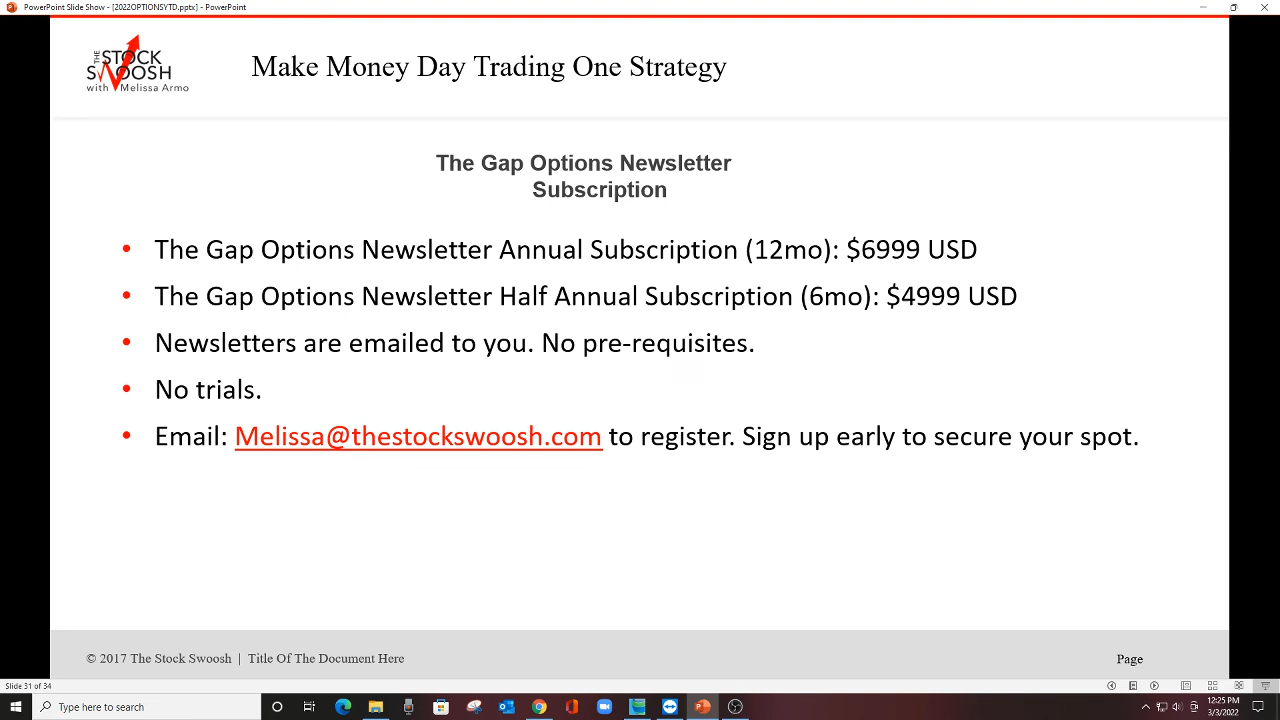 PowerPoint Slide Show - [2022OPTIONSYTD.pptx] - PowerPoint
THE STOCK
SWOOSH
with Melissa Armo
Make Money Day Trading One Strategy
The Gap Options Newsletter
Subscription
• The Gap Options Newsletter Annual Subscription (12mo): $6999 USD
• The Gap Options Newsletter Half Annual Subscription (6mo): $4999 USD
• Newsletters are emailed to you. No pre-requisites.
• No trials.
• Email: Melissa@thestockswoosh.com to register. Sign up early to secure your spot.
© 2017 The Stock Swoosh | Title Of The Document Here
Page
Slide 31 of 34
Type here to search
12:25 PM
3/3/2022